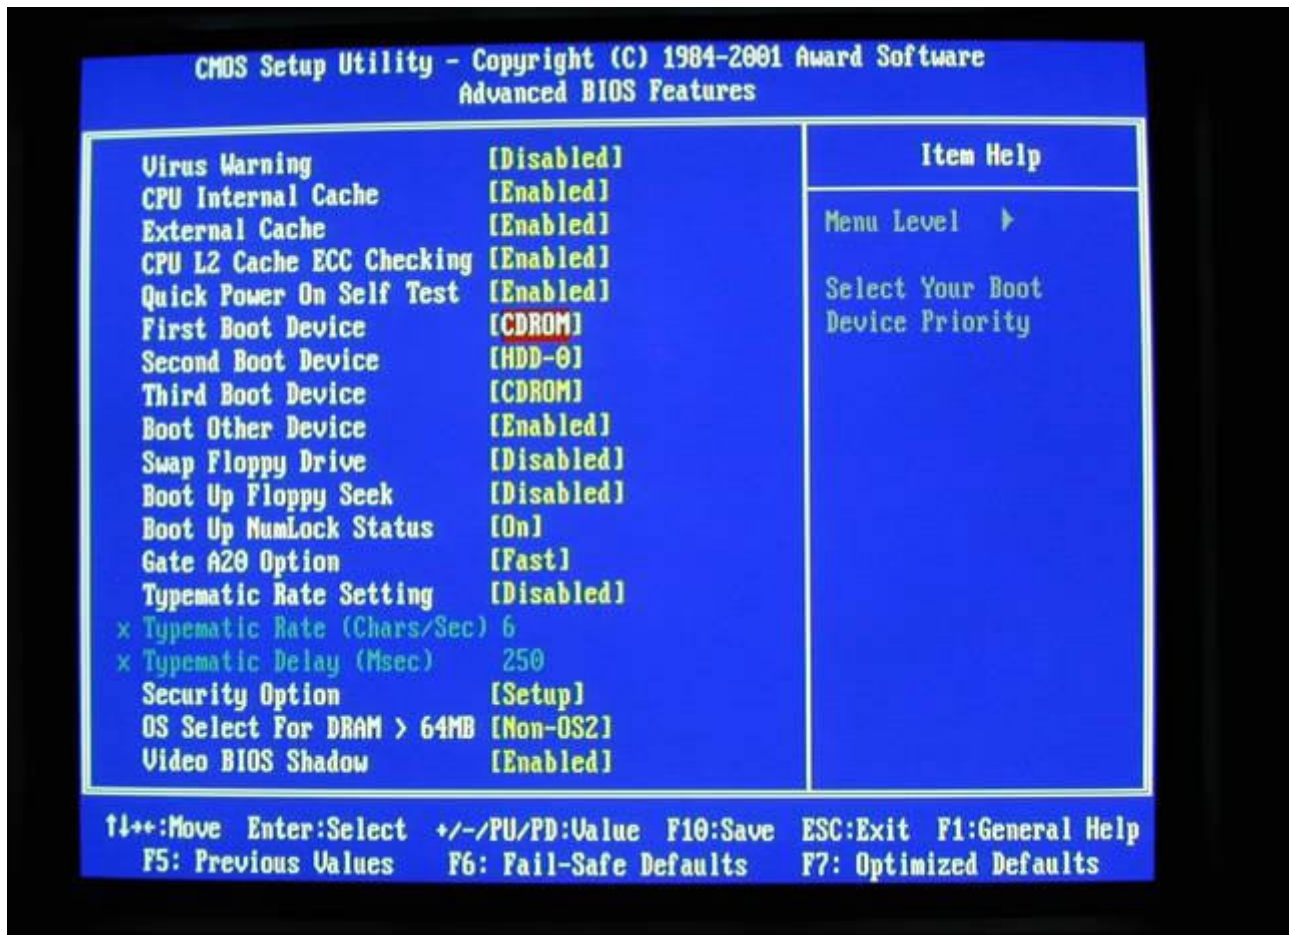 CMOS Setup Utility - Copyright (C) 1984-2001 Award Software
Advanced BIOS Features
Virus Warning [Disabled]
CPU Internal Cache [Enabled]
External Cache [Enabled]
CPU L2 Cache ECC Checking [Enabled]
Quick Power On Self Test [Enabled]
First Boot Device [CDROM]
Second Boot Device [HDD-0]
Third Boot Device [CDROM]
Boot Other Device [Enabled]
Swap Floppy Drive [Disabled]
Boot Up Floppy Seek [Disabled]
Boot Up NumLock Status [On]
Gate A20 Option [Fast]
Typematic Rate Setting [Disabled]
x Typematic Rate (Chars/Sec) 6
x Typematic Delay (Msec) 250
Security Option [Setup]
OS Select For DRAM > 64MB [Non-OS2]
Video BIOS Shadow [Enabled]
Item Help
Menu Level ▶
Select Your Boot
Device Priority
↑↓→←:Move Enter:Select +/-/PU/PD:Value F10:Save ESC:Exit F1:General Help
F5: Previous Values F6: Fail-Safe Defaults F7: Optimized Defaults